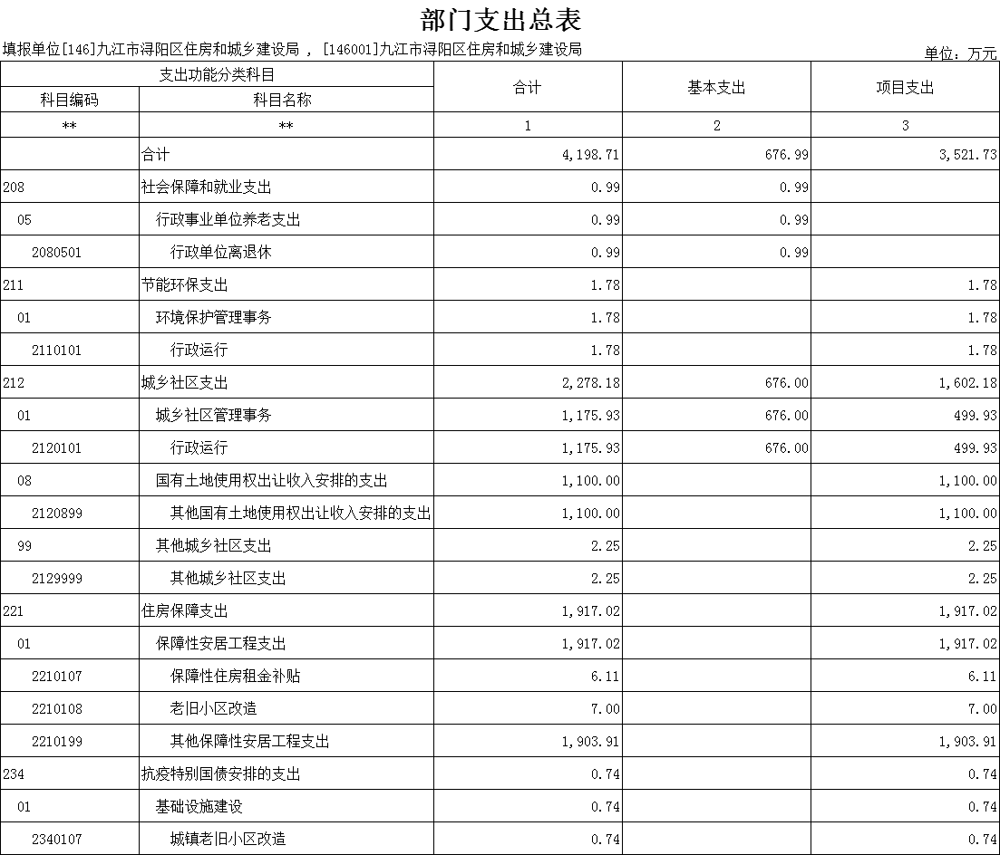 部门支出总表
填报单位[146]九江市浔阳区住房和城乡建设局 , [146001]九江市浔阳区住房和城乡建设局 单位：万元
支出功能分类科目 合计 基本支出 项目支出
科目编码 科目名称
** ** 1 2 3
合计 4,198.71 676.99 3,521.73
208 社会保障和就业支出 0.99 0.99
05 行政事业单位养老支出 0.99 0.99
2080501 行政单位离退休 0.99 0.99
211 节能环保支出 1.78 1.78
01 环境保护管理事务 1.78 1.78
2110101 行政运行 1.78 1.78
212 城乡社区支出 2,278.18 676.00 1,602.18
01 城乡社区管理事务 1,175.93 676.00 499.93
2120101 行政运行 1,175.93 676.00 499.93
08 国有土地使用权出让收入安排的支出 1,100.00 1,100.00
2120899 其他国有土地使用权出让收入安排的支出 1,100.00 1,100.00
99 其他城乡社区支出 2.25 2.25
2129999 其他城乡社区支出 2.25 2.25
221 住房保障支出 1,917.02 1,917.02
01 保障性安居工程支出 1,917.02 1,917.02
2210107 保障性住房租金补贴 6.11 6.11
2210108 老旧小区改造 7.00 7.00
2210199 其他保障性安居工程支出 1,903.91 1,903.91
234 抗疫特别国债安排的支出 0.74 0.74
01 基础设施建设 0.74 0.74
2340107 城镇老旧小区改造 0.74 0.74